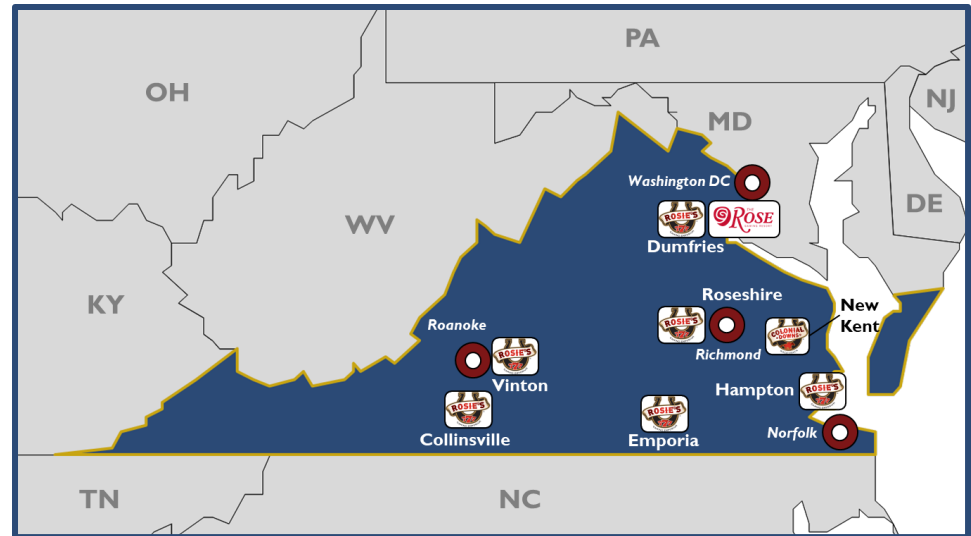 PA
OH
NJ
MD
Washington DC
DE
WV
ROSIE'S
THE
ROSE
Dumfries
KY
Roseshire
New
Kent
ROSIE'S
COLONIAL
DOWNS
Roanoke
Richmond
ROSIE'S
Vinton
Hampton
ROSIE'S
ROSIE'S
Collinsville
ROSIE'S
Emporia
Norfolk
TN
NC